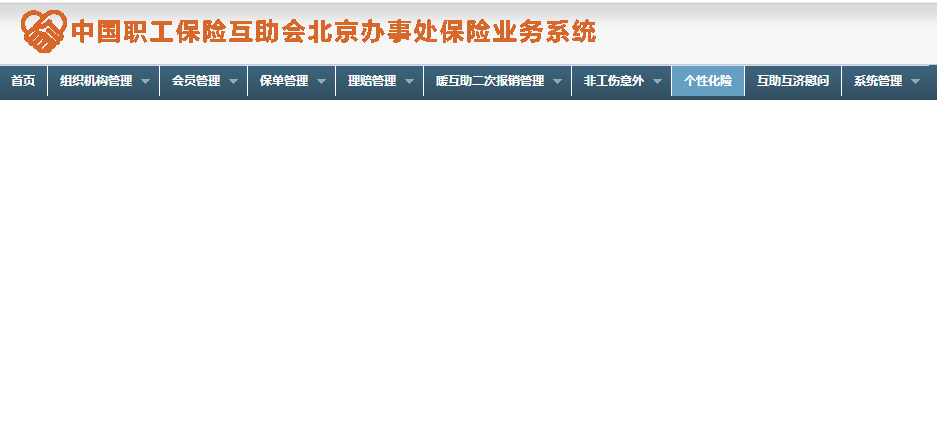 中国职工保险互助会北京办事处保险业务系统
首页 组织机构管理 会员管理 保单管理 理赔管理 暖互助二次报销管理 非工伤意外 个性化险 互助互济慰问 系统管理